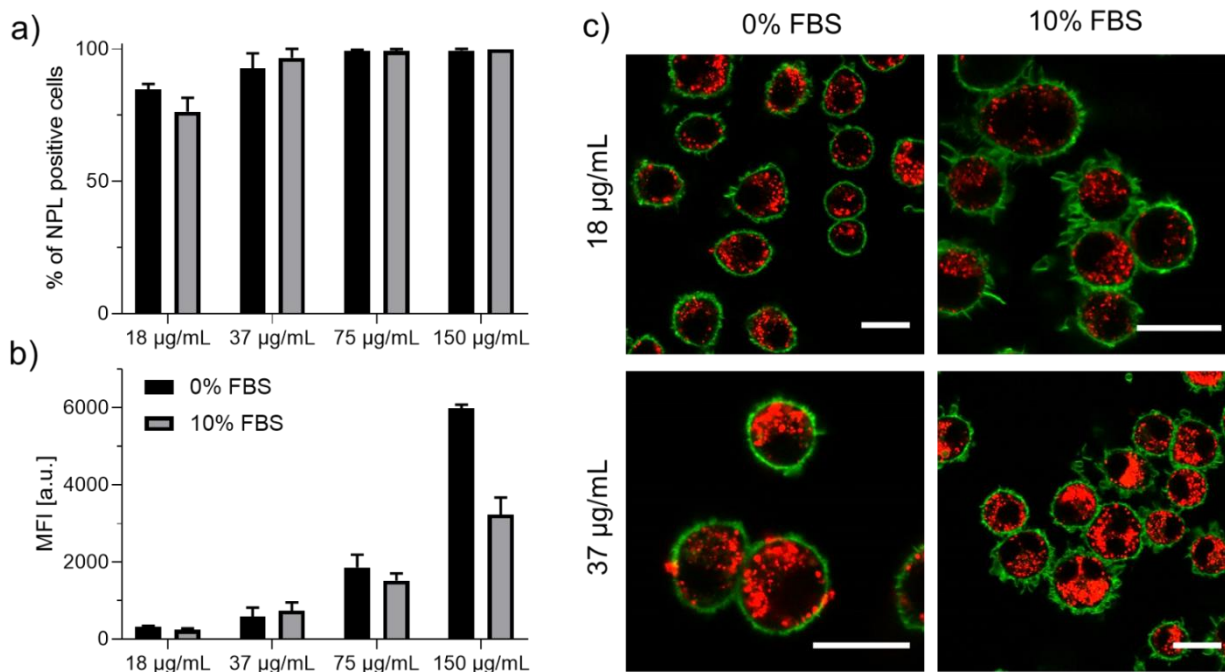 a)
% of NPL positive cells
100
50
0
18 µg/mL 37 µg/mL 75 µg/mL 150 µg/mL
b)
MFI [a.u.]
0% FBS
10% FBS
6000
4000
2000
0
18 µg/mL 37 µg/mL 75 µg/mL 150 µg/mL
c)
0% FBS 10% FBS
18 µg/mL
37 µg/mL